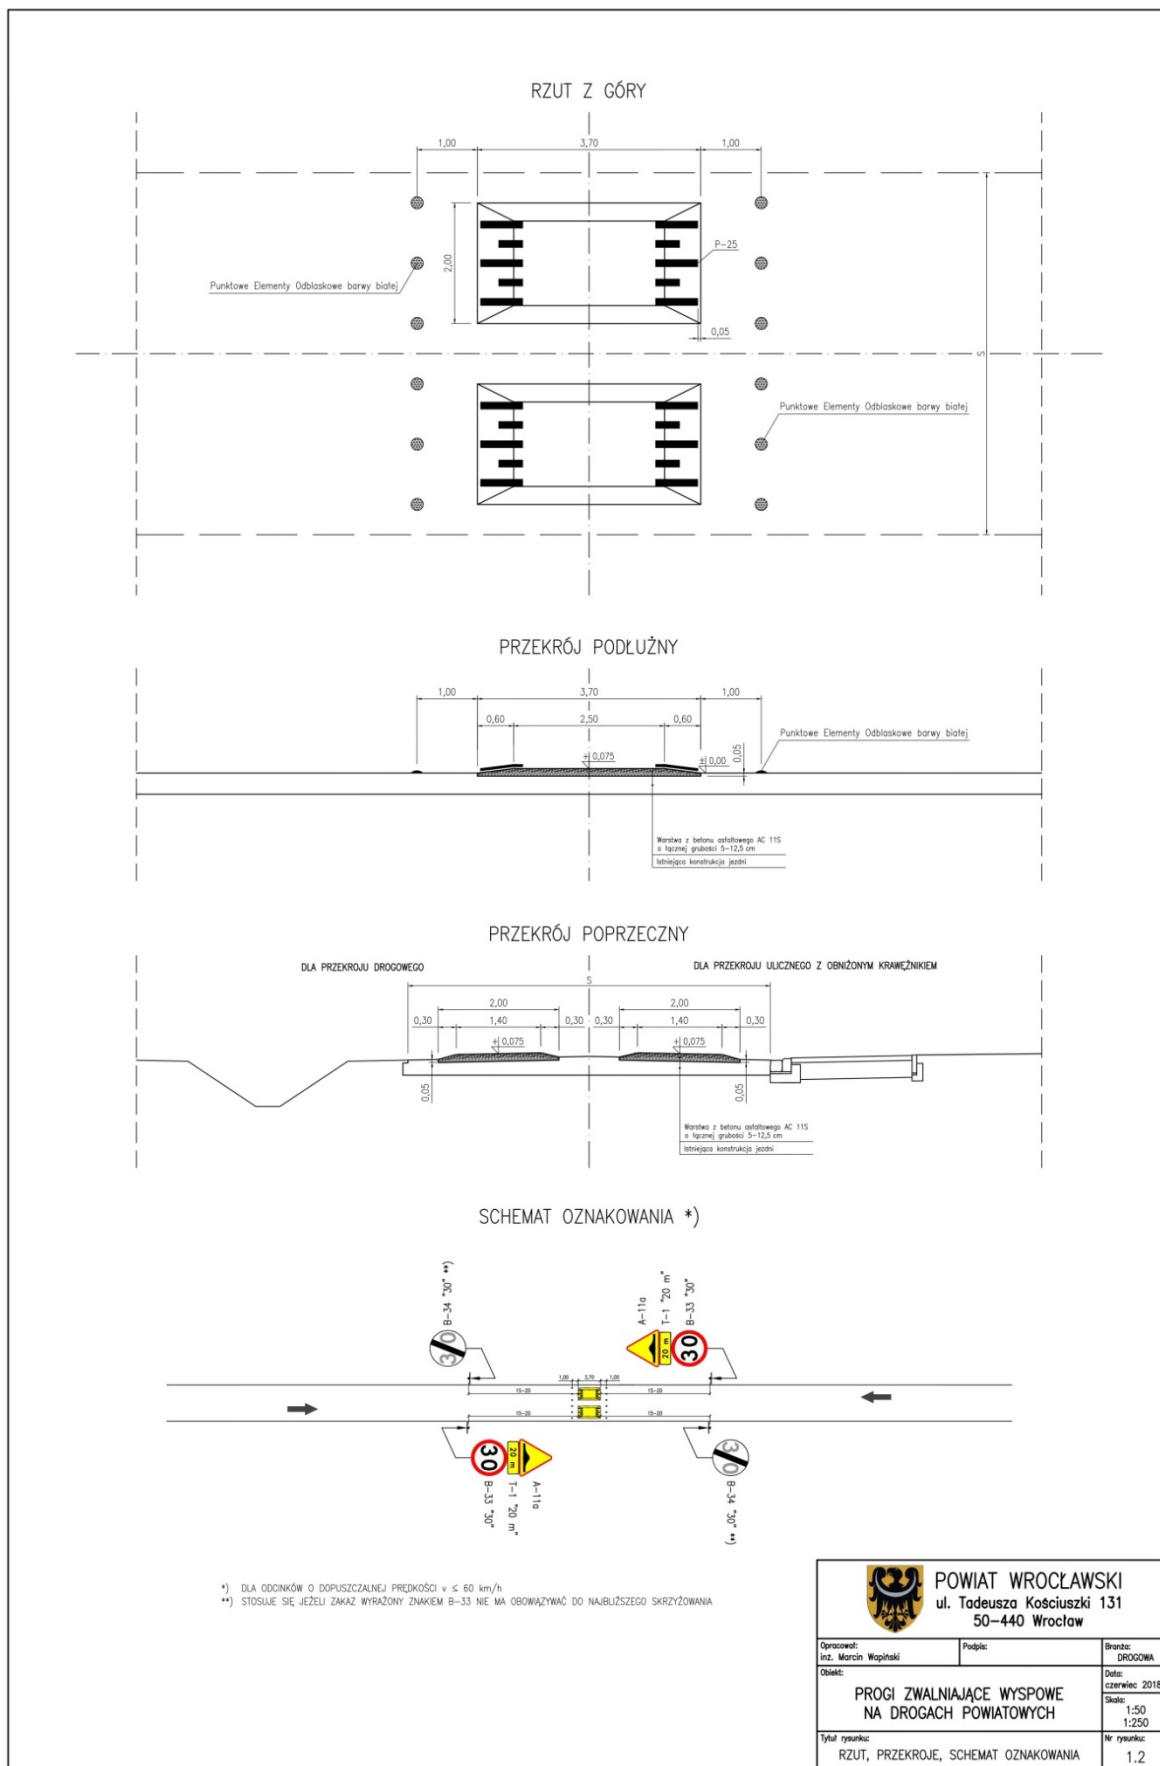 RZUT Z GÓRY
1,00
3,70
1,00
P-25
2,00
Punktowe Elementy Odblaskowe barwy białej
0,05
S
Punktowe Elementy Odblaskowe barwy białej
PRZEKRÓJ PODŁUŻNY
1,00
3,70
1,00
0,60
2,50
0,60
Punktowe Elementy Odblaskowe barwy białej
± 0,075
± 0,00
0,05
Warstwa z betonu asfaltowego AC 11S
o łącznej grubości 5-12,5 cm
Istniejąca konstrukcja jezdni
PRZEKRÓJ POPRZECZNY
DLA PRZEKROJU DROGOWEGO
DLA PRZEKROJU ULICZNEGO Z OBNIŻONYM KRAWĘŻNIKIEM
S
2,00
2,00
0,30
1,40
0,30
0,30
1,40
0,30
± 0,075
± 0,075
0,05
0,05
Warstwa z betonu asfaltowego AC 11S
o łącznej grubości 5-12,5 cm
Istniejąca konstrukcja jezdni
SCHEMAT OZNAKOWANIA *)
B-34 "30" **)
A-11a
T-1 "20 m"
B-33 "30"
30
20 m
30
1,00
3,70
1,00
15-20
15-20
15-20
15-20
30
20 m
30
B-33 "30"
T-1 "20 m"
A-11a
B-34 "30" **)
*) DLA ODCINKÓW O DOPUSZCZALNEJ PRĘDKOŚCI v ≤ 60 km/h
**) STOSUJE SIĘ JEŻELI ZAKAZ WYRAŻONY ZNAKIEM B-33 NIE MA OBOWIĄZYWAĆ DO NAJBLIŻSZEGO SKRZYŻOWANIA
POWIAT WROCŁAWSKI
ul. Tadeusza Kościuszki 131
50-440 Wrocław
Opracował:
inż. Marcin Wapiński
Podpis:
Branża:
DROGOWA
Obiekt:
PROGI ZWALNIAJĄCE WYSPOWE
NA DROGACH POWIATOWYCH
Data:
czerwiec 2018
Skala:
1:50
1:250
Tytuł rysunku:
RZUT, PRZEKROJE, SCHEMAT OZNAKOWANIA
Nr rysunku:
1.2